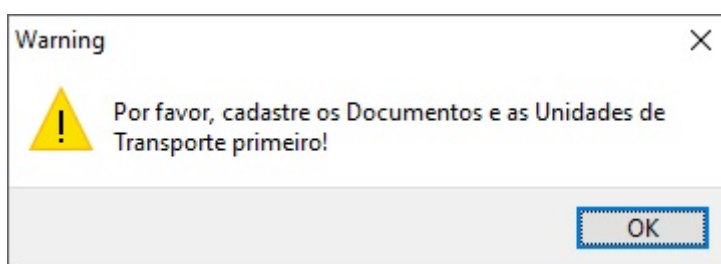 Warning
Por favor, cadastre os Documentos e as Unidades de
Transporte primeiro!
OK